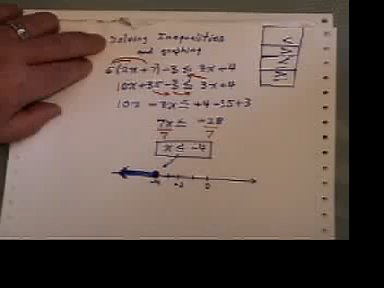 Solving Inequalities
and graphing
5(2x+7)-3 ≤ 3x+4
10x+35-3 ≤ 3x+4
10x -3x ≤ +4-35+3
7x ≤ -28
7 7
x ≤ -4
-4 -2 0